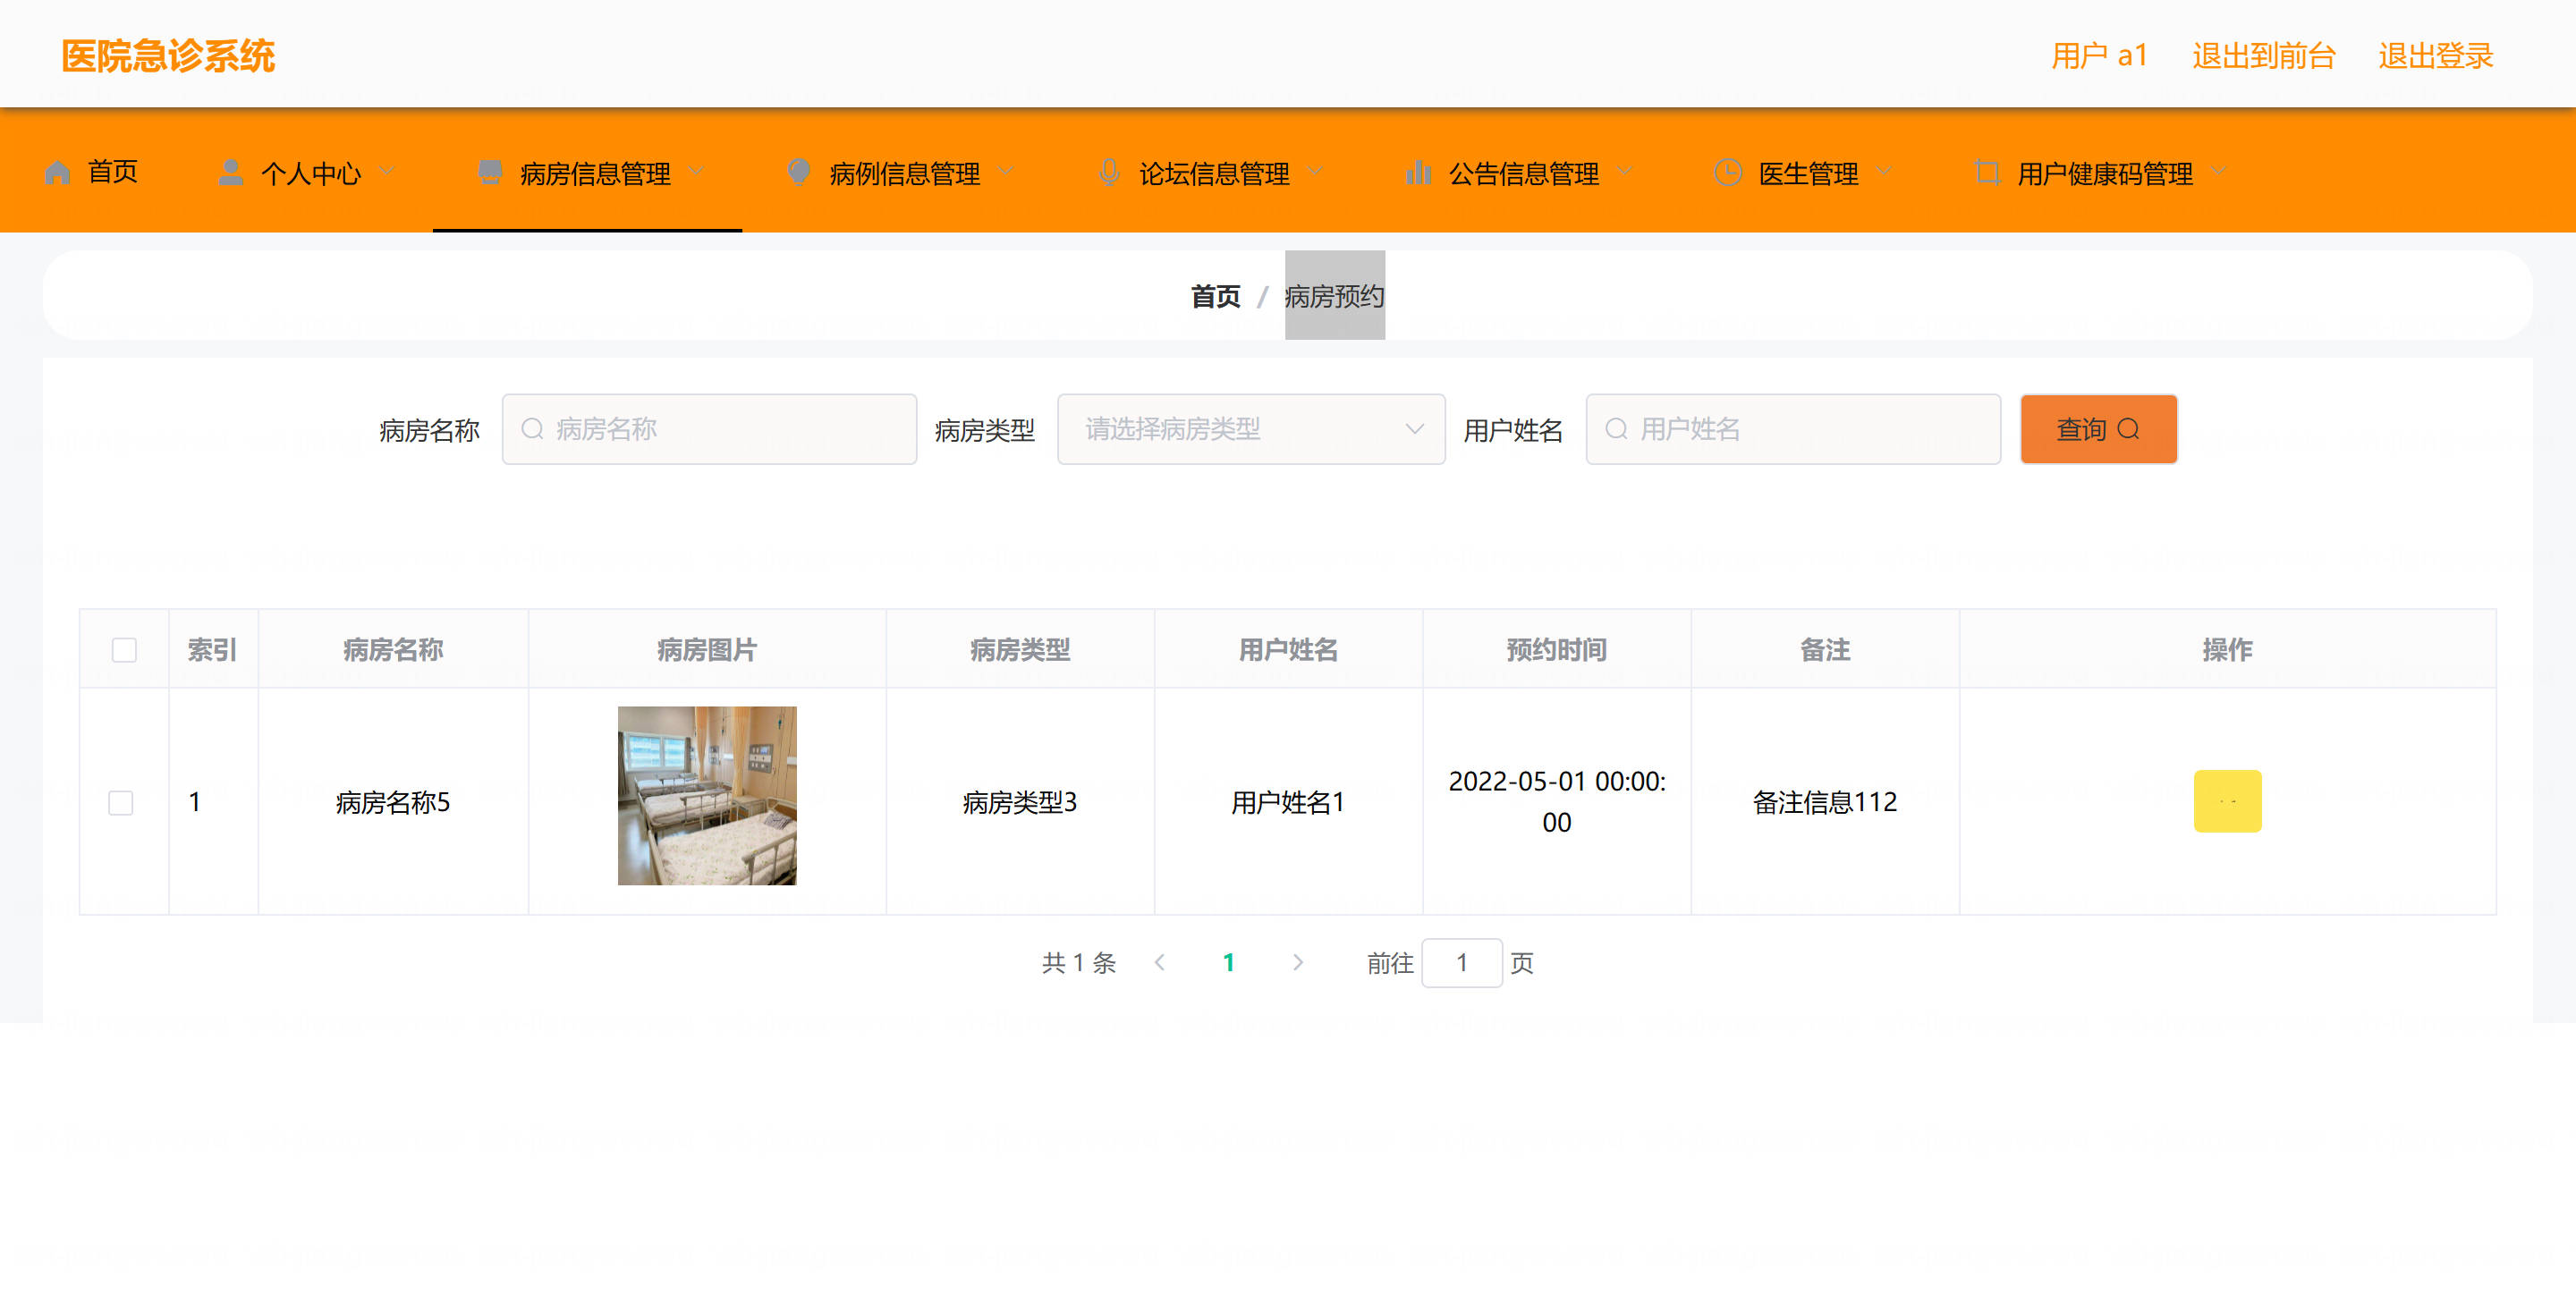 医院急诊系统
用户 a1 退出到前台 退出登录
首页 个人中心 病房信息管理 病例信息管理 论坛信息管理 公告信息管理 医生管理 用户健康码管理
首页 / 病房预约
病房名称 病房名称 病房类型 请选择病房类型 用户姓名 用户姓名 查询
索引 病房名称 病房图片 病房类型 用户姓名 预约时间 备注 操作
1 病房名称5 病房类型3 用户姓名1 2022-05-01 00:00:
00 备注信息112
共 1 条 1 前往 1 页